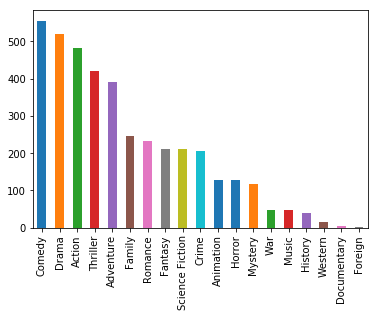 500
400
300
200
100
0
Comedy
Drama
Action
Thriller
Adventure
Family
Romance
Fantasy
Science Fiction
Crime
Animation
Horror
Mystery
War
Music
History
Western
Documentary
Foreign